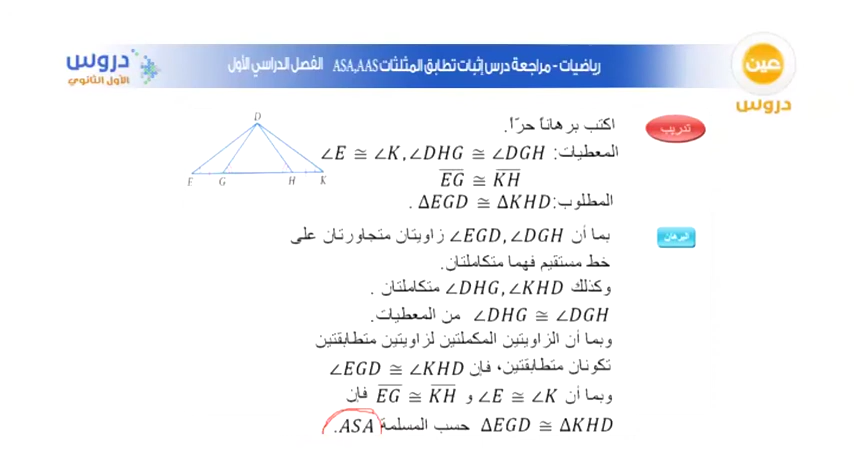 عين
دروس
رياضيات - مراجعة درس إثبات تطابق المثلثات ASA,AAS الفصل الدراسي الأول
دروس
الأول الثانوي
تدريب
اكتب برهاناً حراً.
المعطيات: ∠E ≅ ∠K, ∠DHG ≅ ∠DGH
EG ≅ KH
المطلوب: ΔEGD ≅ ΔKHD .
D
E G H K
البرهان
بما أن ∠EGD, ∠DGH زاويتان متجاورتان على
خط مستقيم فهما متكاملتان.
وكذلك ∠DHG, ∠KHD متكاملتان .
∠DHG ≅ ∠DGH من المعطيات.
وبما أن الزاويتين المكملتين لزاويتين متطابقتين
تكونان متطابقتين، فإن ∠EGD ≅ ∠KHD
وبما أن ∠E ≅ ∠K و EG ≅ KH فإن
ΔEGD ≅ ΔKHD حسب المسلمة ASA.